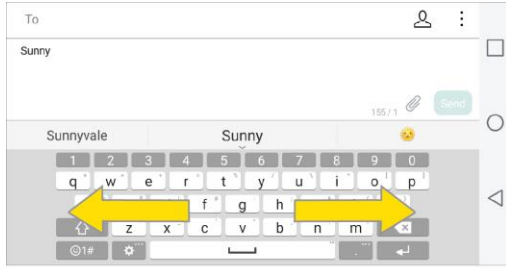 To
Sunny
155/1 Send
Sunnyvale Sunny
1 2 3 4 5 6 7 8 9 0
q w e r t y u i o p
f g h
z x c v b n m
1#